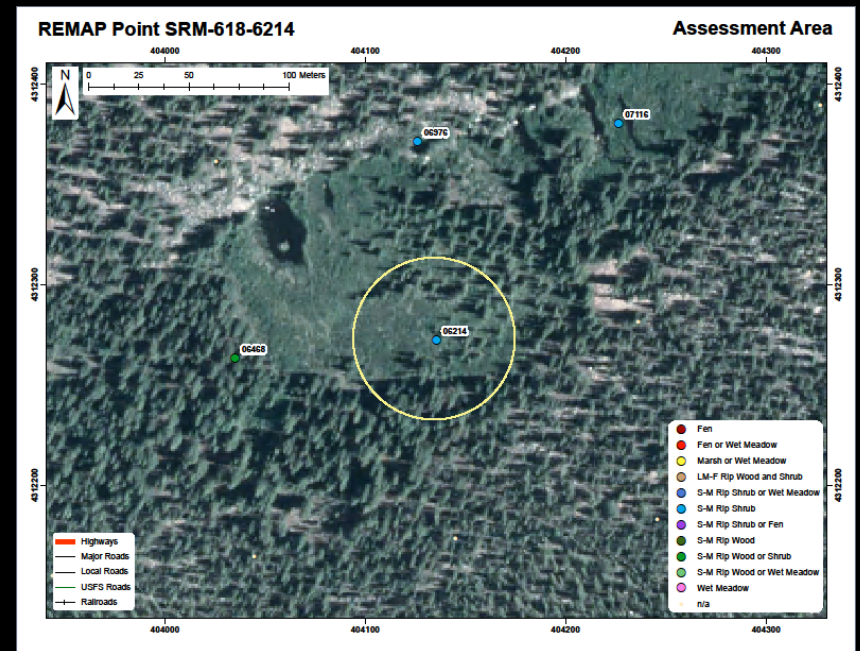 REMAP Point SRM-618-6214
Assessment Area
404000 404100 404200 404300
4312400
4312400
N
0 25 50 100 Meters
07116
06976
4312300
4312300
06214
06468
4312200
4312200
Fen
Fen or Wet Meadow
Marsh or Wet Meadow
LM-F Rip Wood and Shrub
S-M Rip Shrub or Wet Meadow
S-M Rip Shrub
S-M Rip Shrub or Fen
S-M Rip Wood
S-M Rip Wood or Shrub
S-M Rip Wood or Wet Meadow
Wet Meadow
n/a
Highways
Major Roads
Local Roads
USFS Roads
Railroads
404000 404100 404200 404300